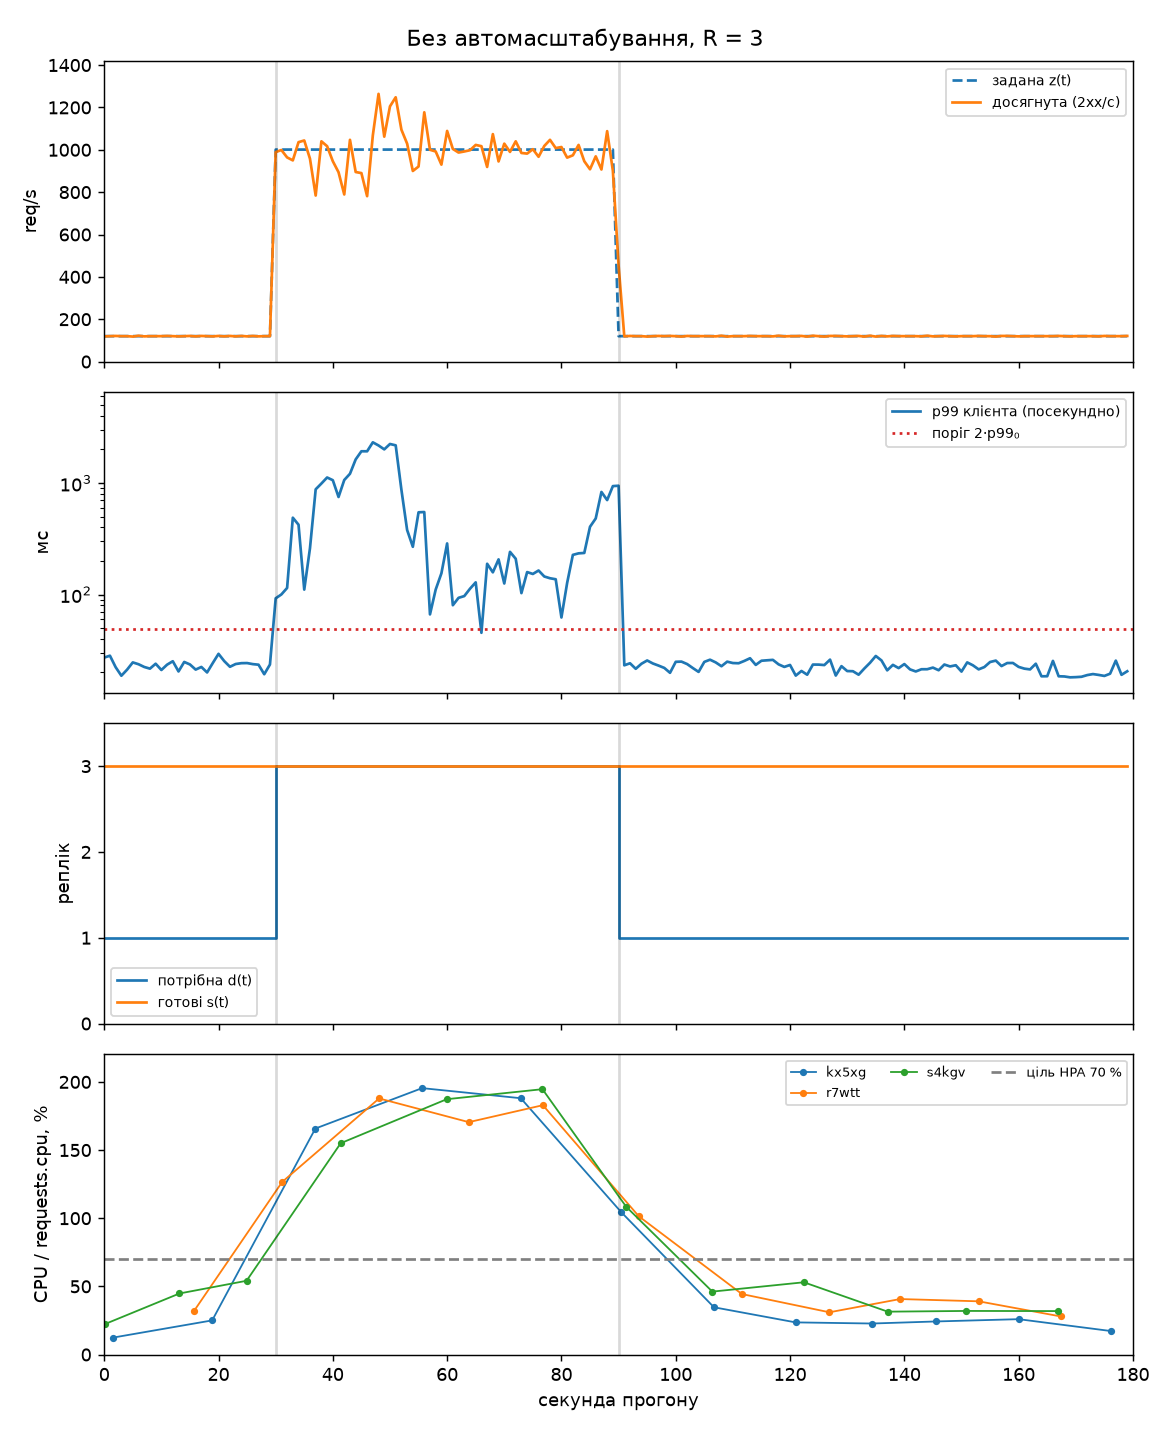 Без автомасштабування, R = 3
1400
1200
1000
800
600
400
200
0
req/s
задана z(t)
досягнута (2xx/c)
10³
10²
мс
p99 клієнта (посекундно)
поріг 2·p99₀
3
2
1
0
реплік
потрібна d(t)
готові s(t)
200
150
100
50
0
CPU / requests.cpu, %
kx5xg
r7wtt
s4kgv
ціль HPA 70 %
0 20 40 60 80 100 120 140 160 180
секунда прогону